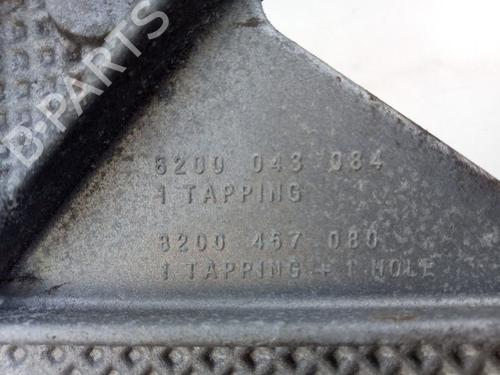 B-PARTS
8200 043 084
1 TAPPING
8200 457 080
1 TAPPING + 1 HOLE